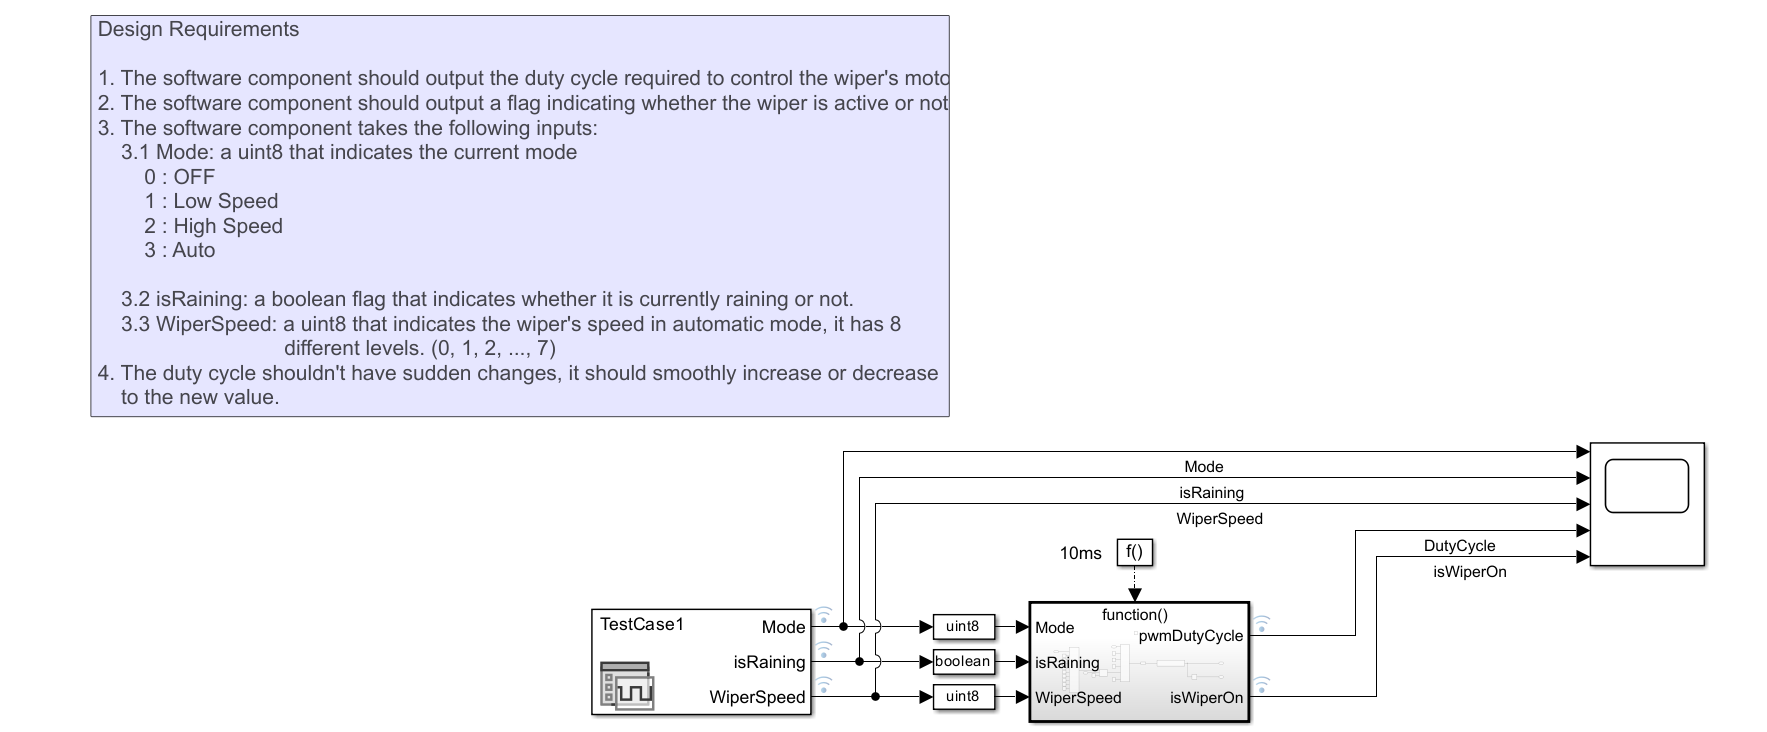 Design Requirements
1. The software component should output the duty cycle required to control the wiper's moto
2. The software component should output a flag indicating whether the wiper is active or not
3. The software component takes the following inputs:
3.1 Mode: a uint8 that indicates the current mode
0 : OFF
1 : Low Speed
2 : High Speed
3 : Auto
3.2 isRaining: a boolean flag that indicates whether it is currently raining or not.
3.3 WiperSpeed: a uint8 that indicates the wiper's speed in automatic mode, it has 8
different levels. (0, 1, 2, ..., 7)
4. The duty cycle shouldn't have sudden changes, it should smoothly increase or decrease
to the new value.
Mode
isRaining
WiperSpeed
DutyCycle
isWiperOn
10ms
f()
TestCase1
Mode
isRaining
WiperSpeed
uint8
boolean
uint8
function()
Mode
isRaining
WiperSpeed
pwmDutyCycle
isWiperOn